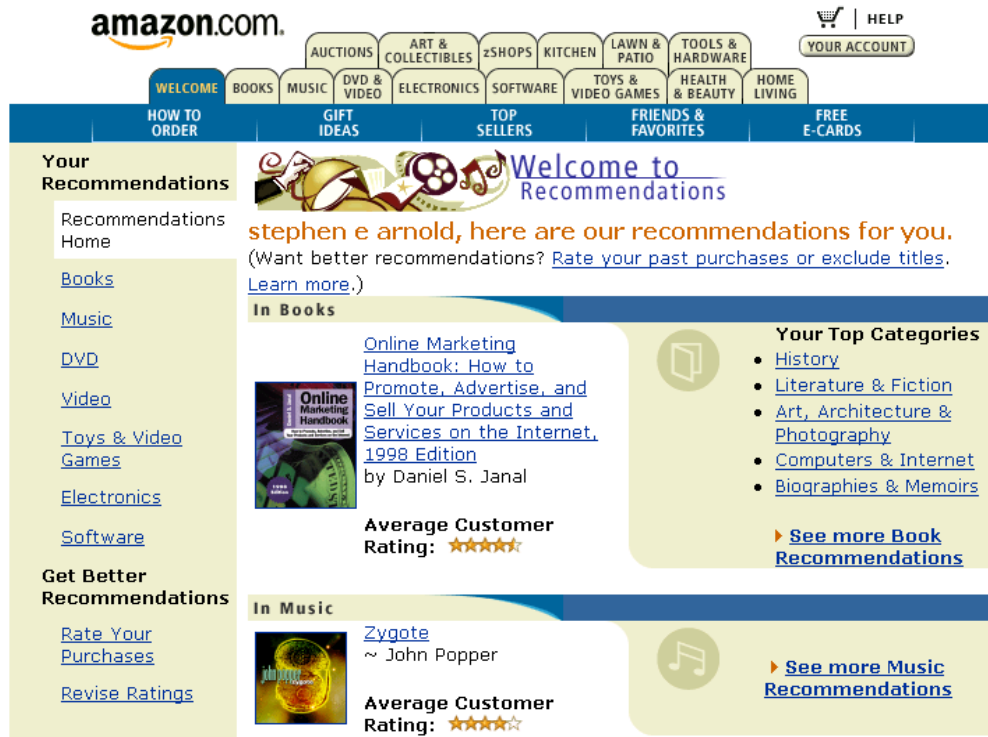 amazon.com.
HELP
YOUR ACCOUNT
AUCTIONS
ART &
COLLECTIBLES
zSHOPS
KITCHEN
LAWN &
PATIO
TOOLS &
HARDWARE
WELCOME
BOOKS
MUSIC
DVD &
VIDEO
ELECTRONICS
SOFTWARE
TOYS &
VIDEO GAMES
HEALTH
& BEAUTY
HOME
LIVING
HOW TO
ORDER
GIFT
IDEAS
TOP
SELLERS
FRIENDS &
FAVORITES
FREE
E-CARDS
Your
Recommendations
Recommendations
Home
Books
Music
DVD
Video
Toys & Video
Games
Electronics
Software
Get Better
Recommendations
Rate Your
Purchases
Revise Ratings
Welcome to
Recommendations
stephen e arnold, here are our recommendations for you.
(Want better recommendations? Rate your past purchases or exclude titles.
Learn more.)
In Books
Online
Marketing
Handbook
Online Marketing
Handbook: How to
Promote, Advertise, and
Sell Your Products and
Services on the Internet,
1998 Edition
by Daniel S. Janal
Average Customer
Rating:
Your Top Categories
• History
• Literature & Fiction
• Art, Architecture &
Photography
• Computers & Internet
• Biographies & Memoirs
See more Book
Recommendations
In Music
john popper
zygote
Zygote
~ John Popper
Average Customer
Rating:
See more Music
Recommendations